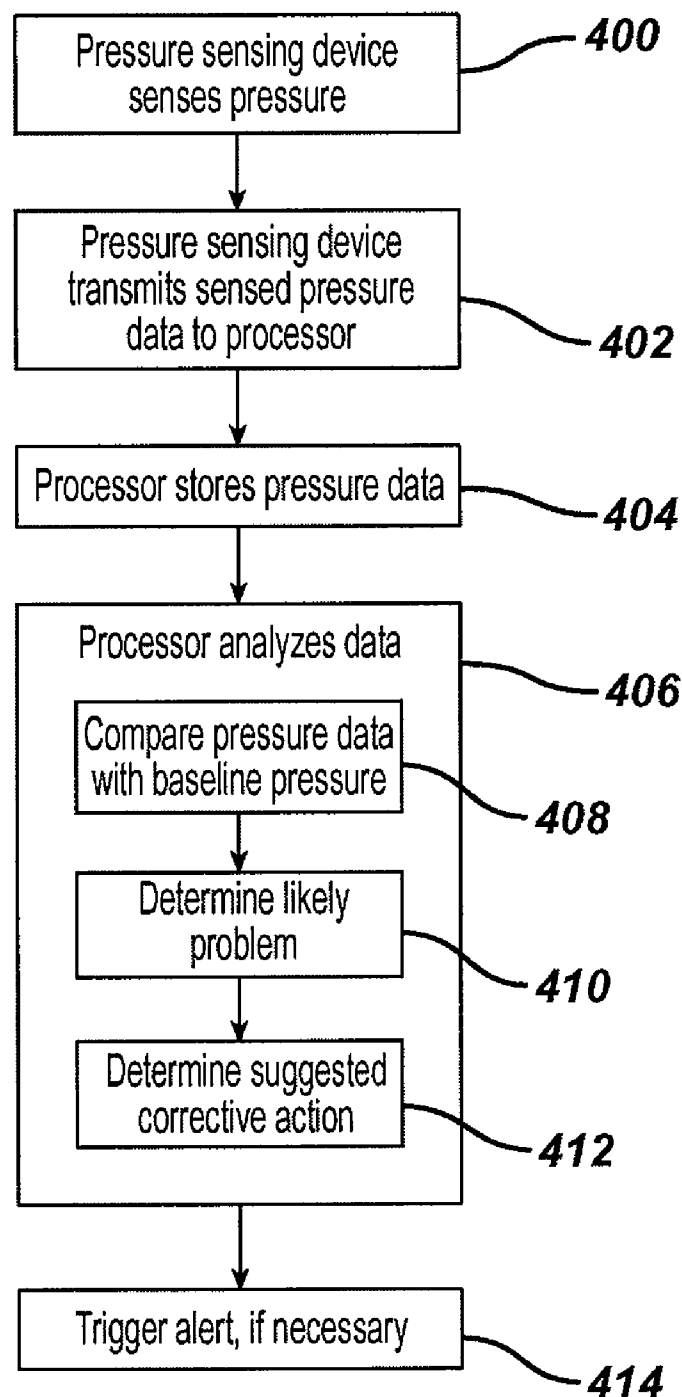 Pressure sensing device
senses pressure
400
Pressure sensing device
transmits sensed pressure
data to processor
402
Processor stores pressure data
404
Processor analyzes data
406
Compare pressure data
with baseline pressure
408
Determine likely
problem
410
Determine suggested
corrective action
412
Trigger alert, if necessary
414